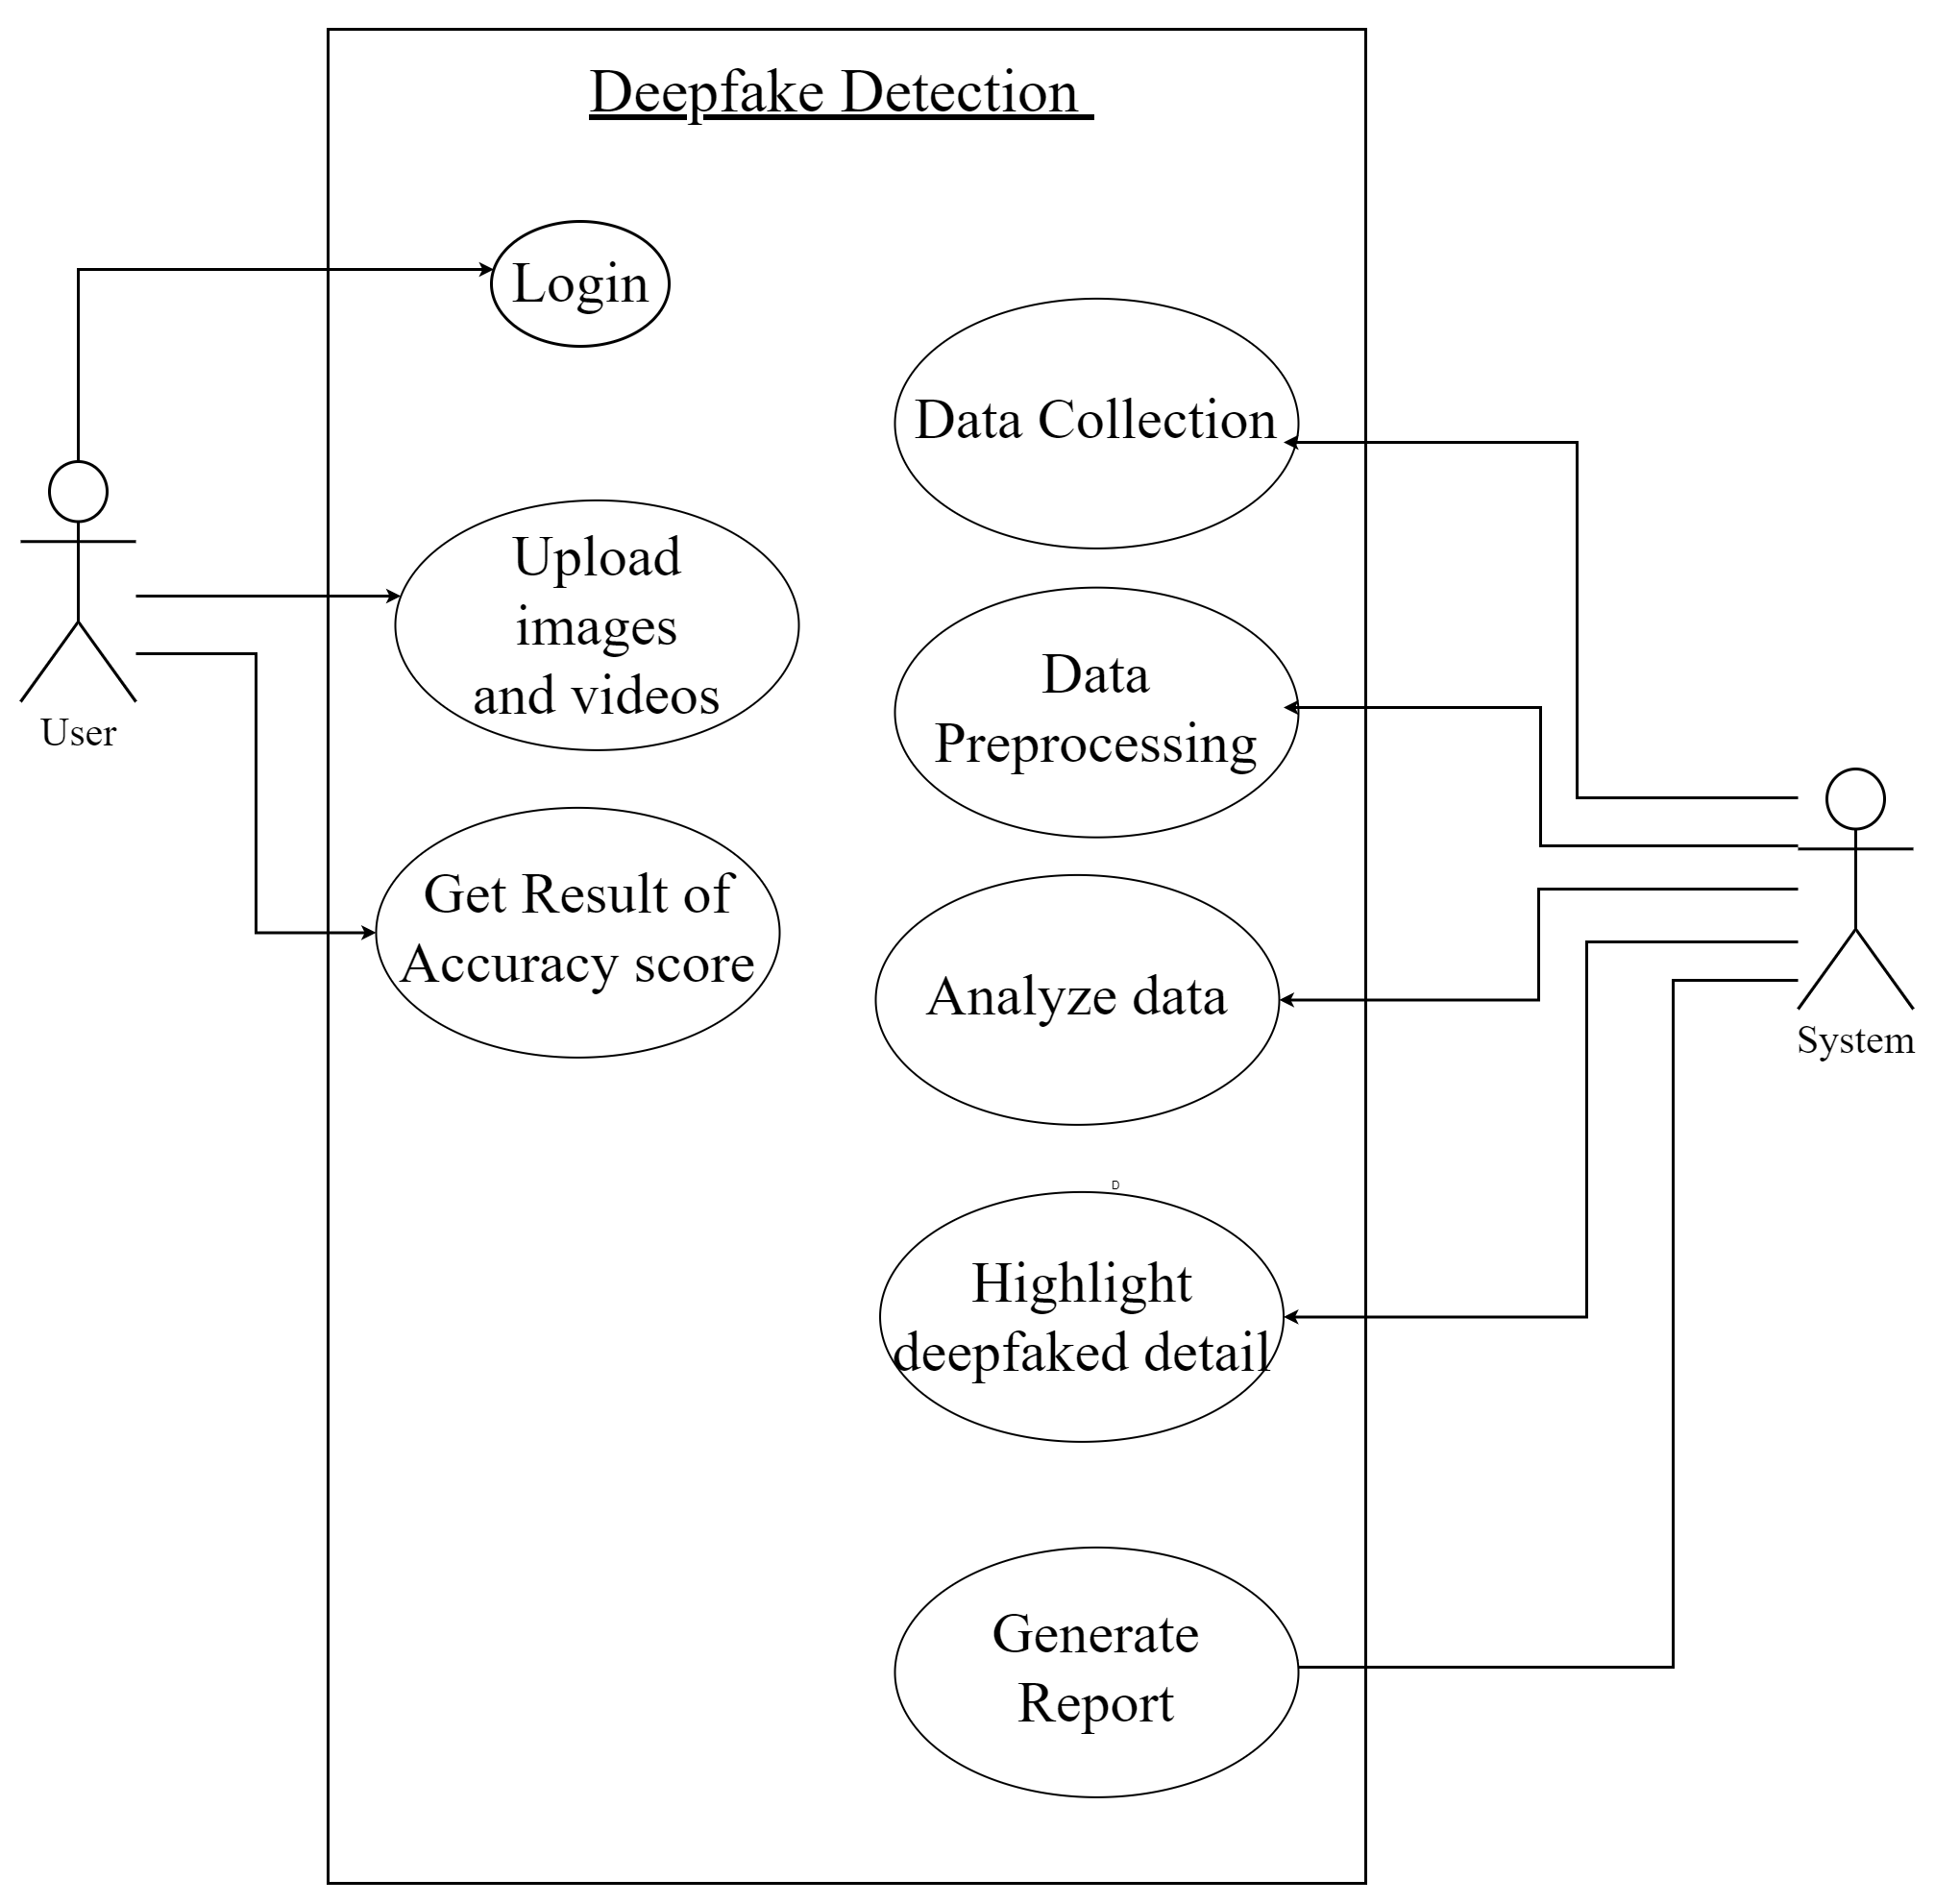 Deepfake Detection
Login
Data Collection
Upload
images
and videos
User
Data
Preprocessing
Get Result of
Accuracy score
Analyze data
System
D
Highlight
deepfaked detail
Generate
Report